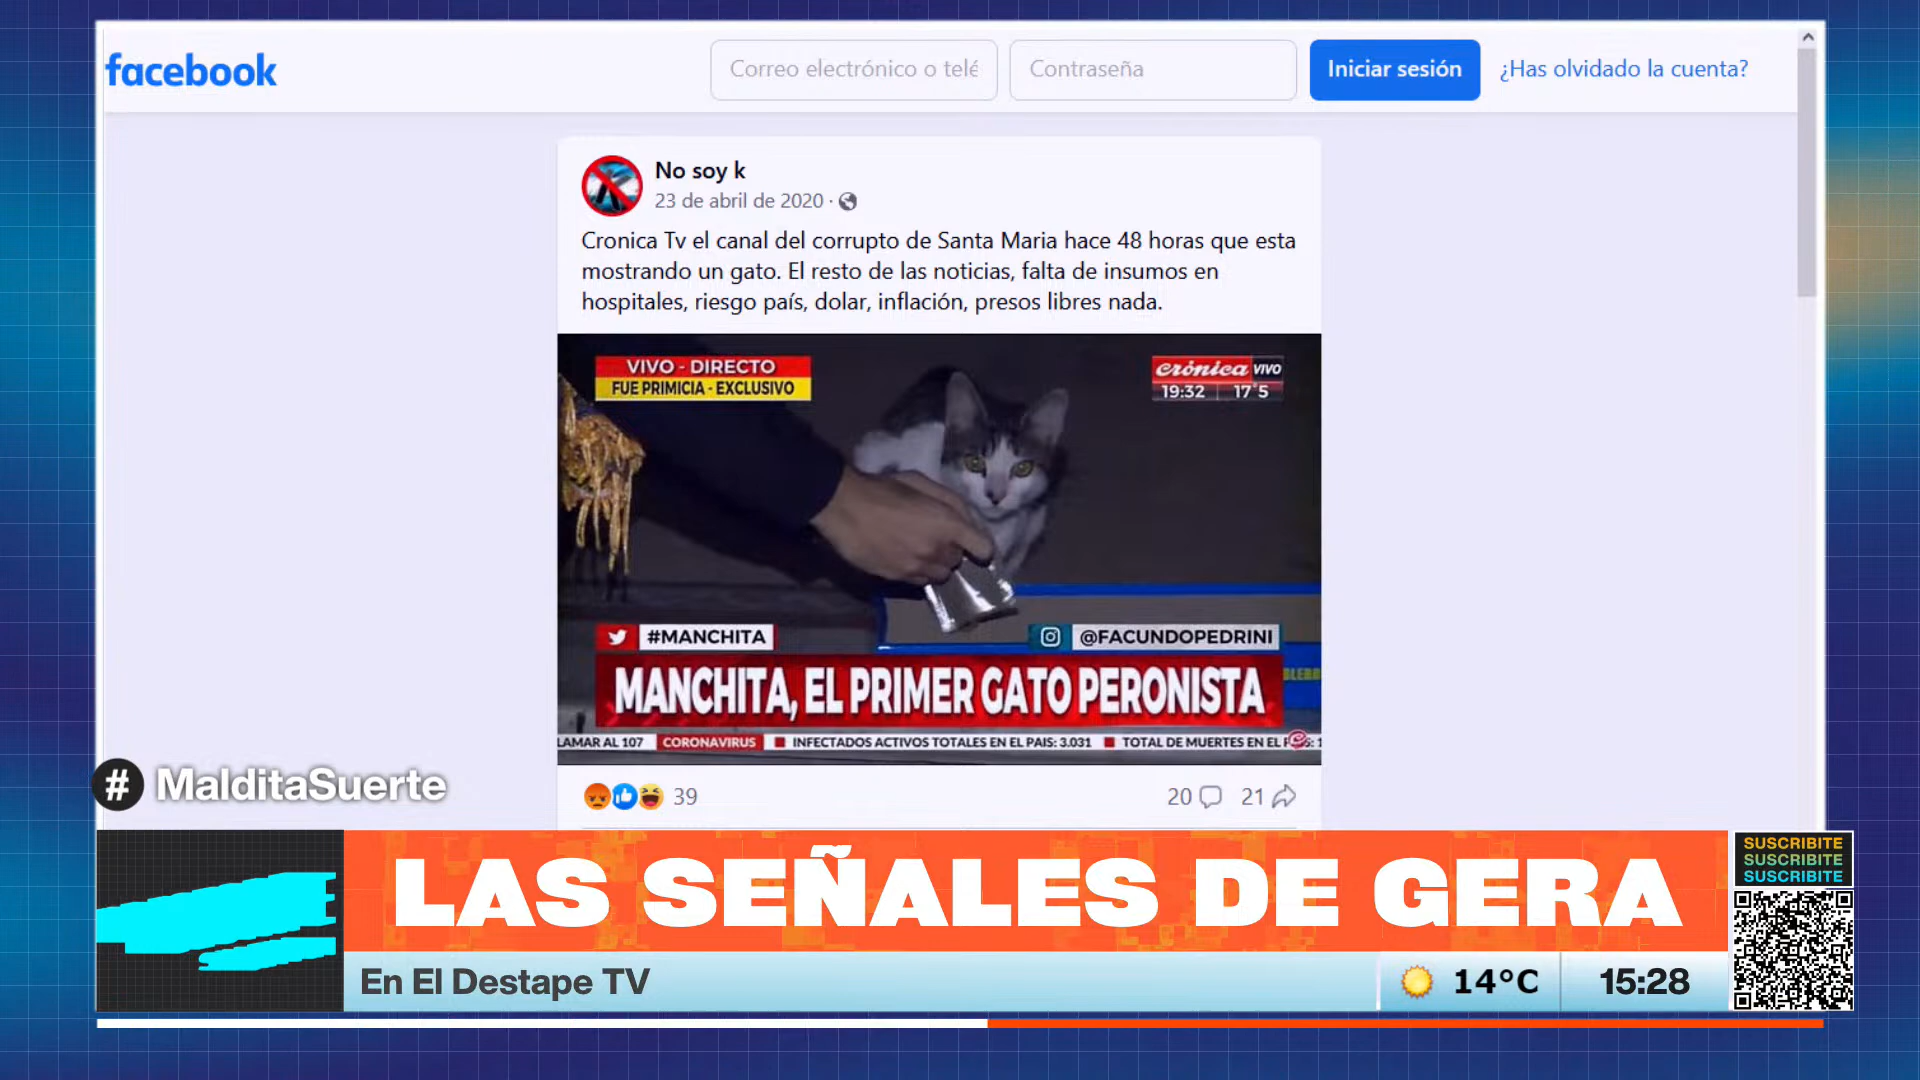 facebook
Correo electrónico o telé
Contraseña
Iniciar sesión
¿Has olvidado la cuenta?
No soy k
23 de abril de 2020 ·
Cronica Tv el canal del corrupto de Santa Maria hace 48 horas que esta
mostrando un gato. El resto de las noticias, falta de insumos en
hospitales, riesgo país, dolar, inflación, presos libres nada.
VIVO - DIRECTO
FUE PRIMICIA - EXCLUSIVO
crónica VIVO
19:32 17°5
#MANCHITA
@FACUNDOPEDRINI
MANCHITA, EL PRIMER GATO PERONISTA
LAMAR AL 107 CORONAVIRUS INFECTADOS ACTIVOS TOTALES EN EL PAIS: 3.031 TOTAL DE MUERTES EN EL
39
20
21
# MalditaSuerte
LAS SEÑALES DE GERA
En El Destape TV
14°C
15:28
SUSCRIBITE
SUSCRIBITE
SUSCRIBITE